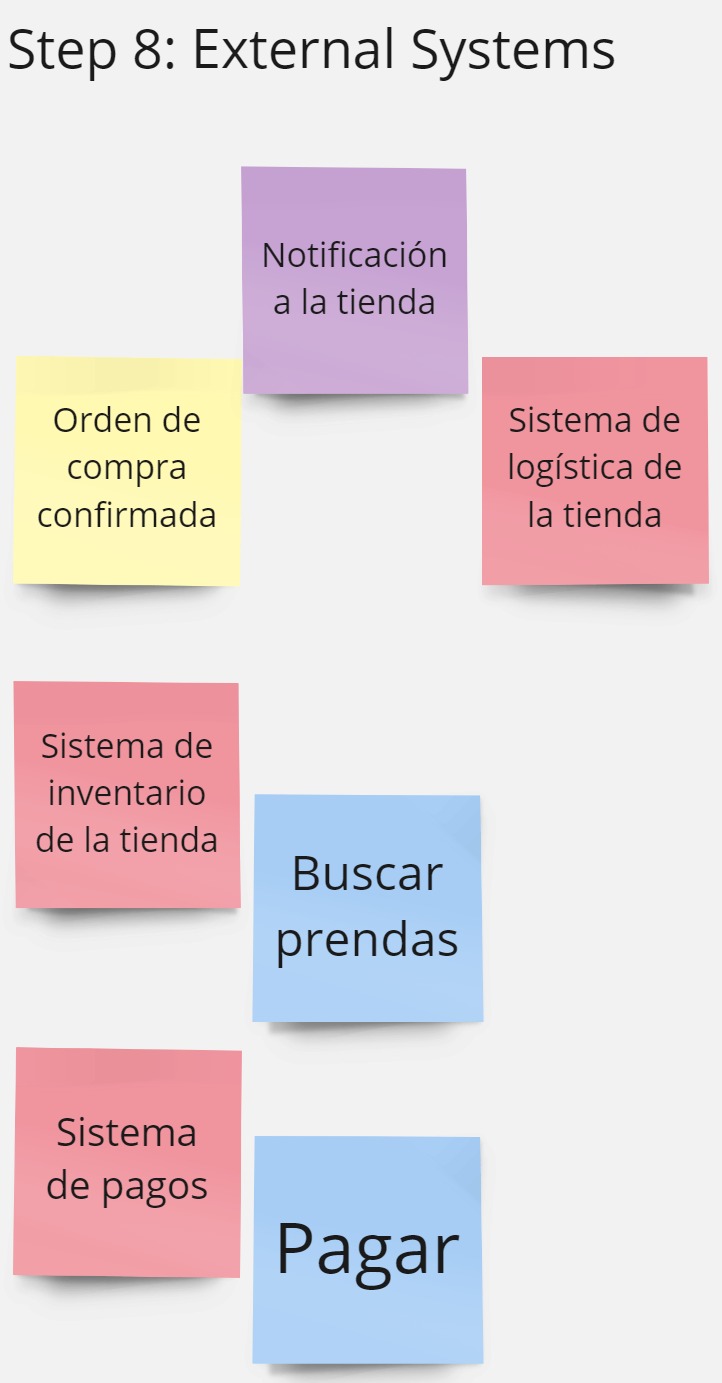 Step 8: External Systems
Notificación
a la tienda
Orden de
compra
confirmada
Sistema de
logística de
la tienda
Sistema de
inventario
de la tienda
Buscar
prendas
Sistema
de pagos
Pagar